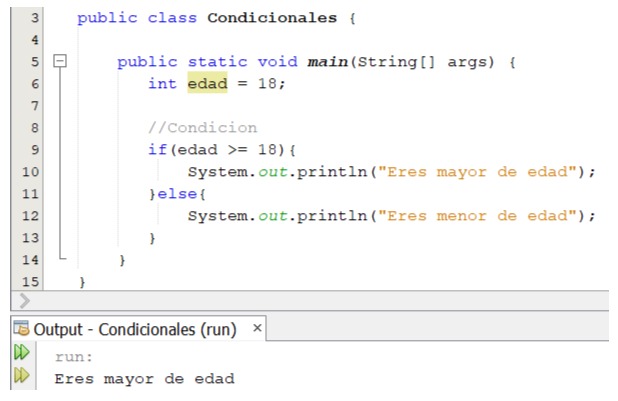 3 public class Condicionales {
4
5 public static void main(String[] args) {
6 int edad = 18;
7
8 //Condicion
9 if(edad >= 18){
10 System.out.println("Eres mayor de edad");
11 }else{
12 System.out.println("Eres menor de edad");
13 }
14 }
15 }
Output - Condicionales (run) ×
run:
Eres mayor de edad